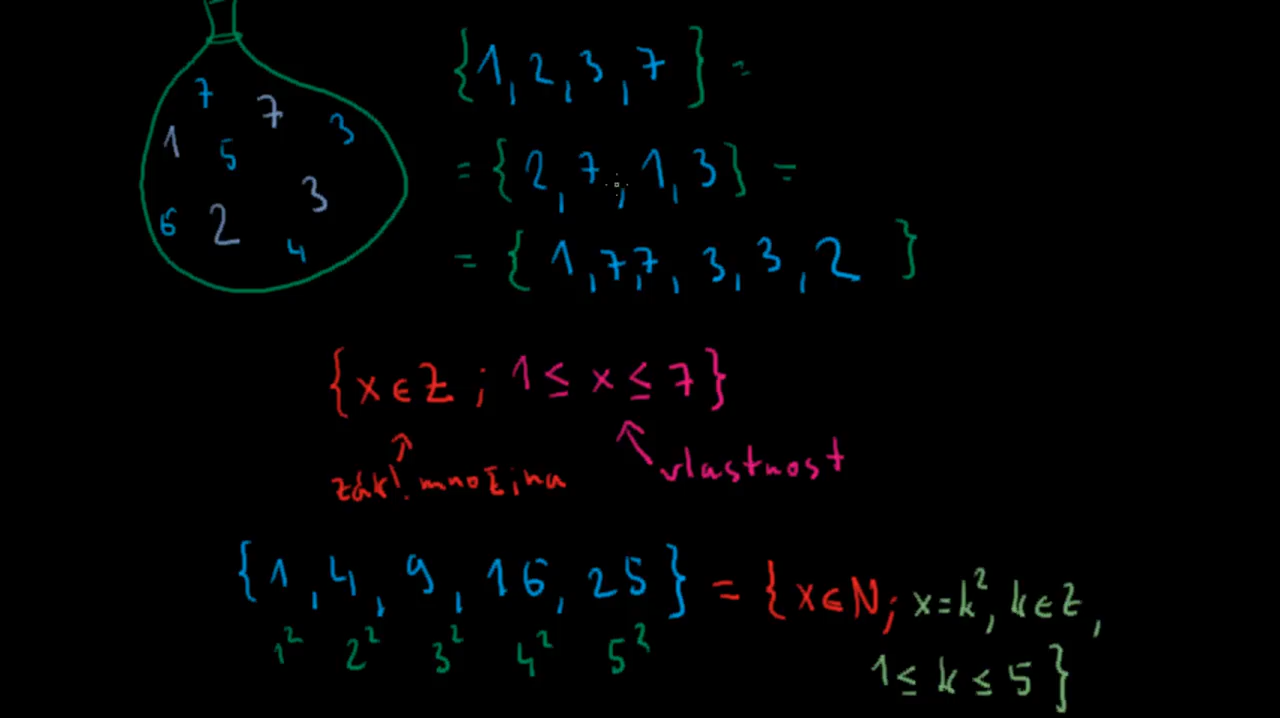 7 7 3
1 5
6 2 3
4
{1, 2, 3, 7} =
= {2, 7, 1, 3} =
= {1, 7, 7, 3, 3, 2 }
{x ∈ Z ; 1 ≤ x ≤ 7}
zákl. množina
vlastnost
{1, 4, 9, 16, 25} = {x ∈ N; x = k², k ∈ Z,
1² 2² 3² 4² 5²
1 ≤ k ≤ 5}